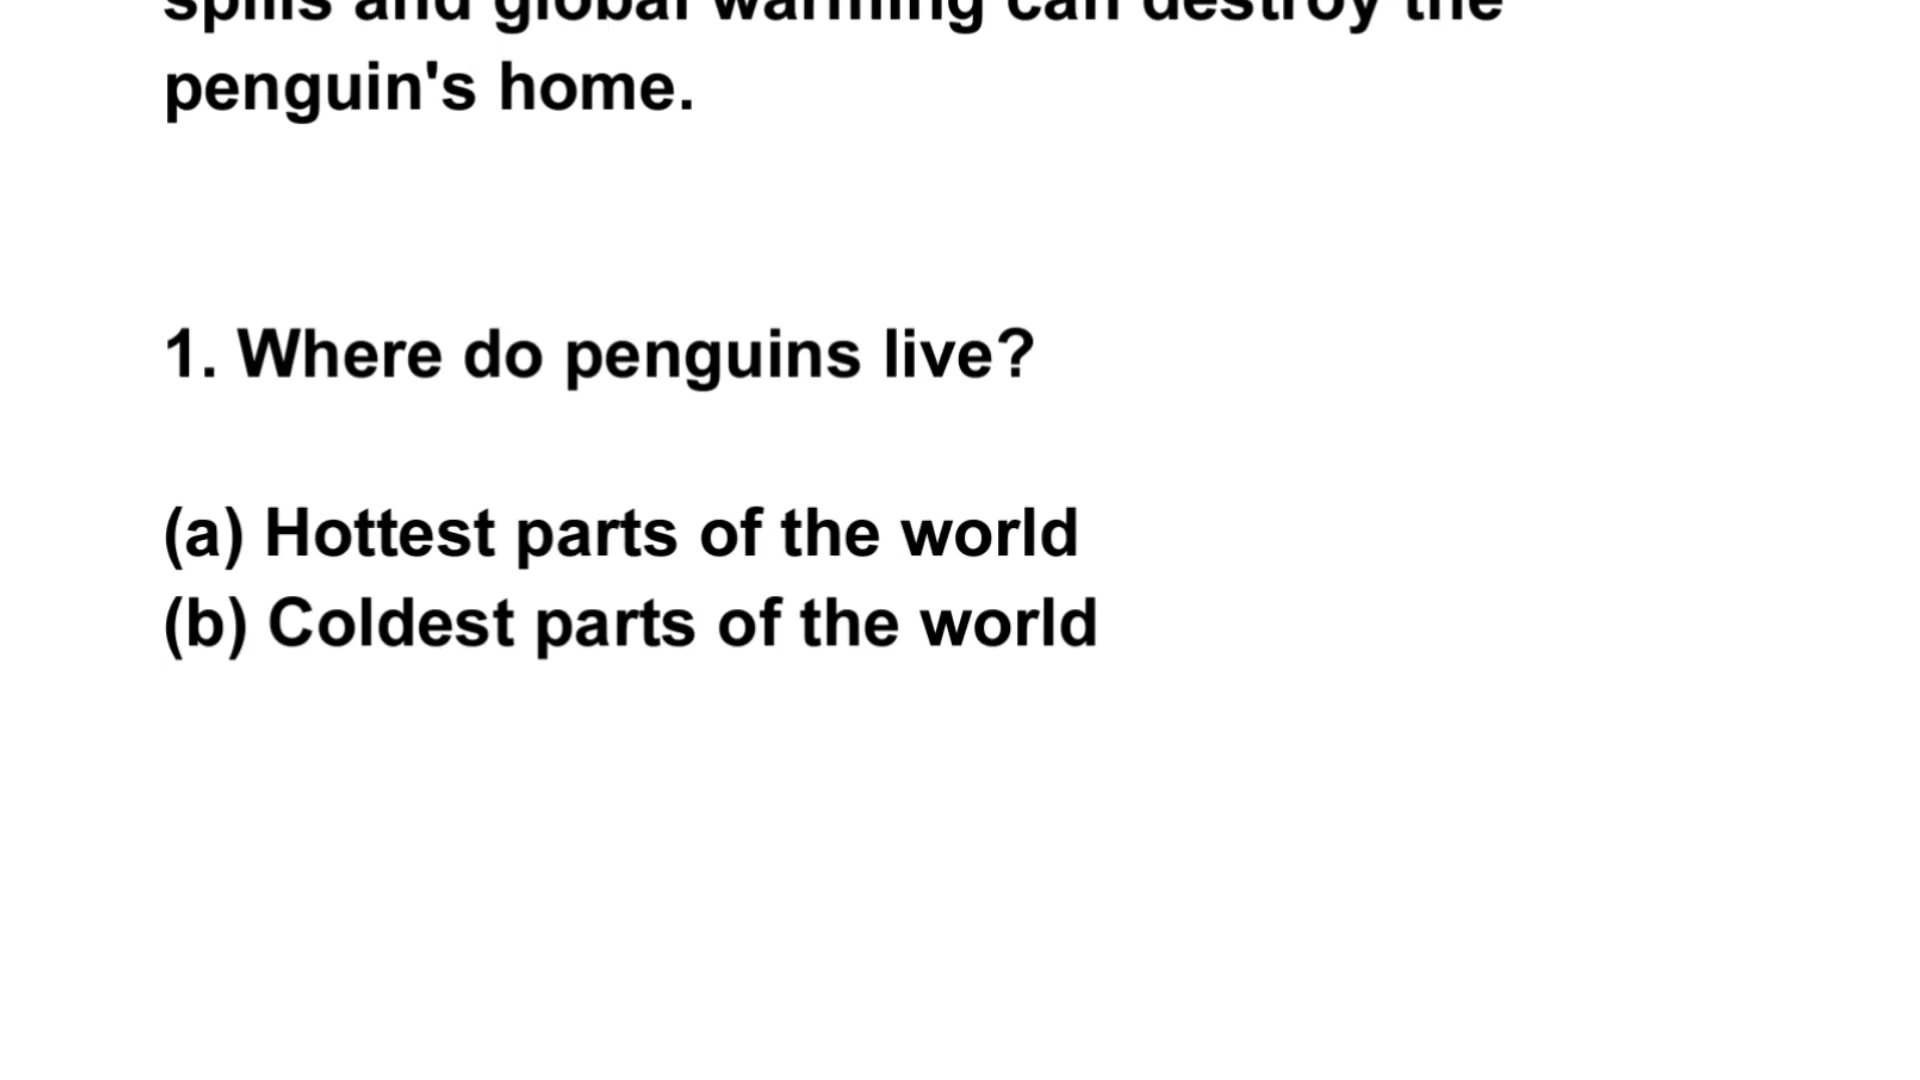 spills and global warming can destroy the
penguin's home.
1. Where do penguins live?
(a) Hottest parts of the world
(b) Coldest parts of the world